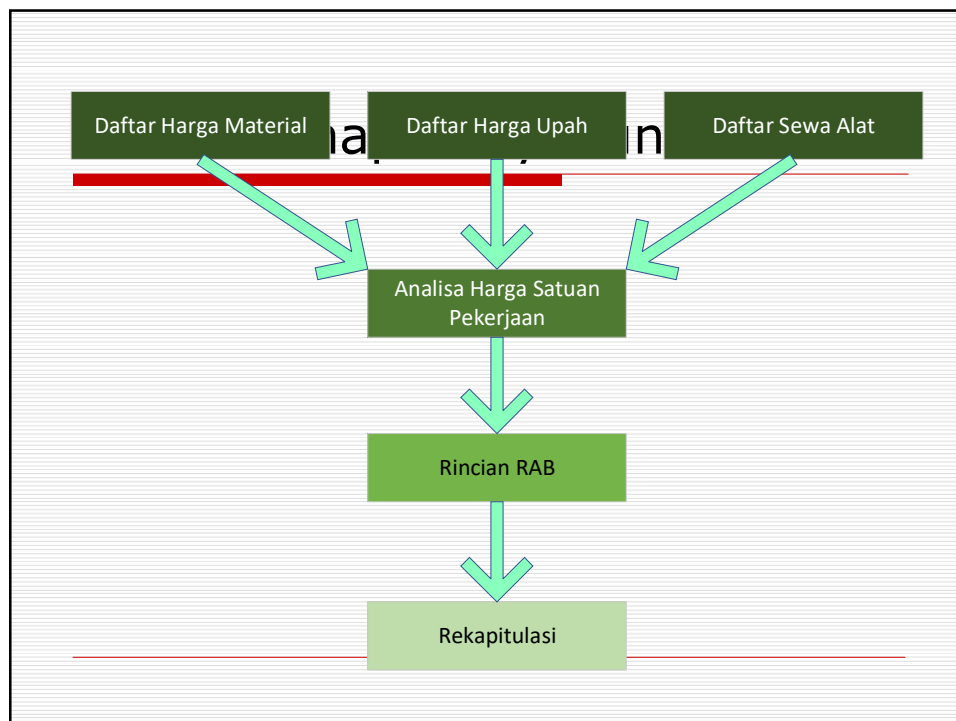 Daftar Harga Material
Daftar Harga Upah
Daftar Sewa Alat
Analisa Harga Satuan
Pekerjaan
Rincian RAB
Rekapitulasi